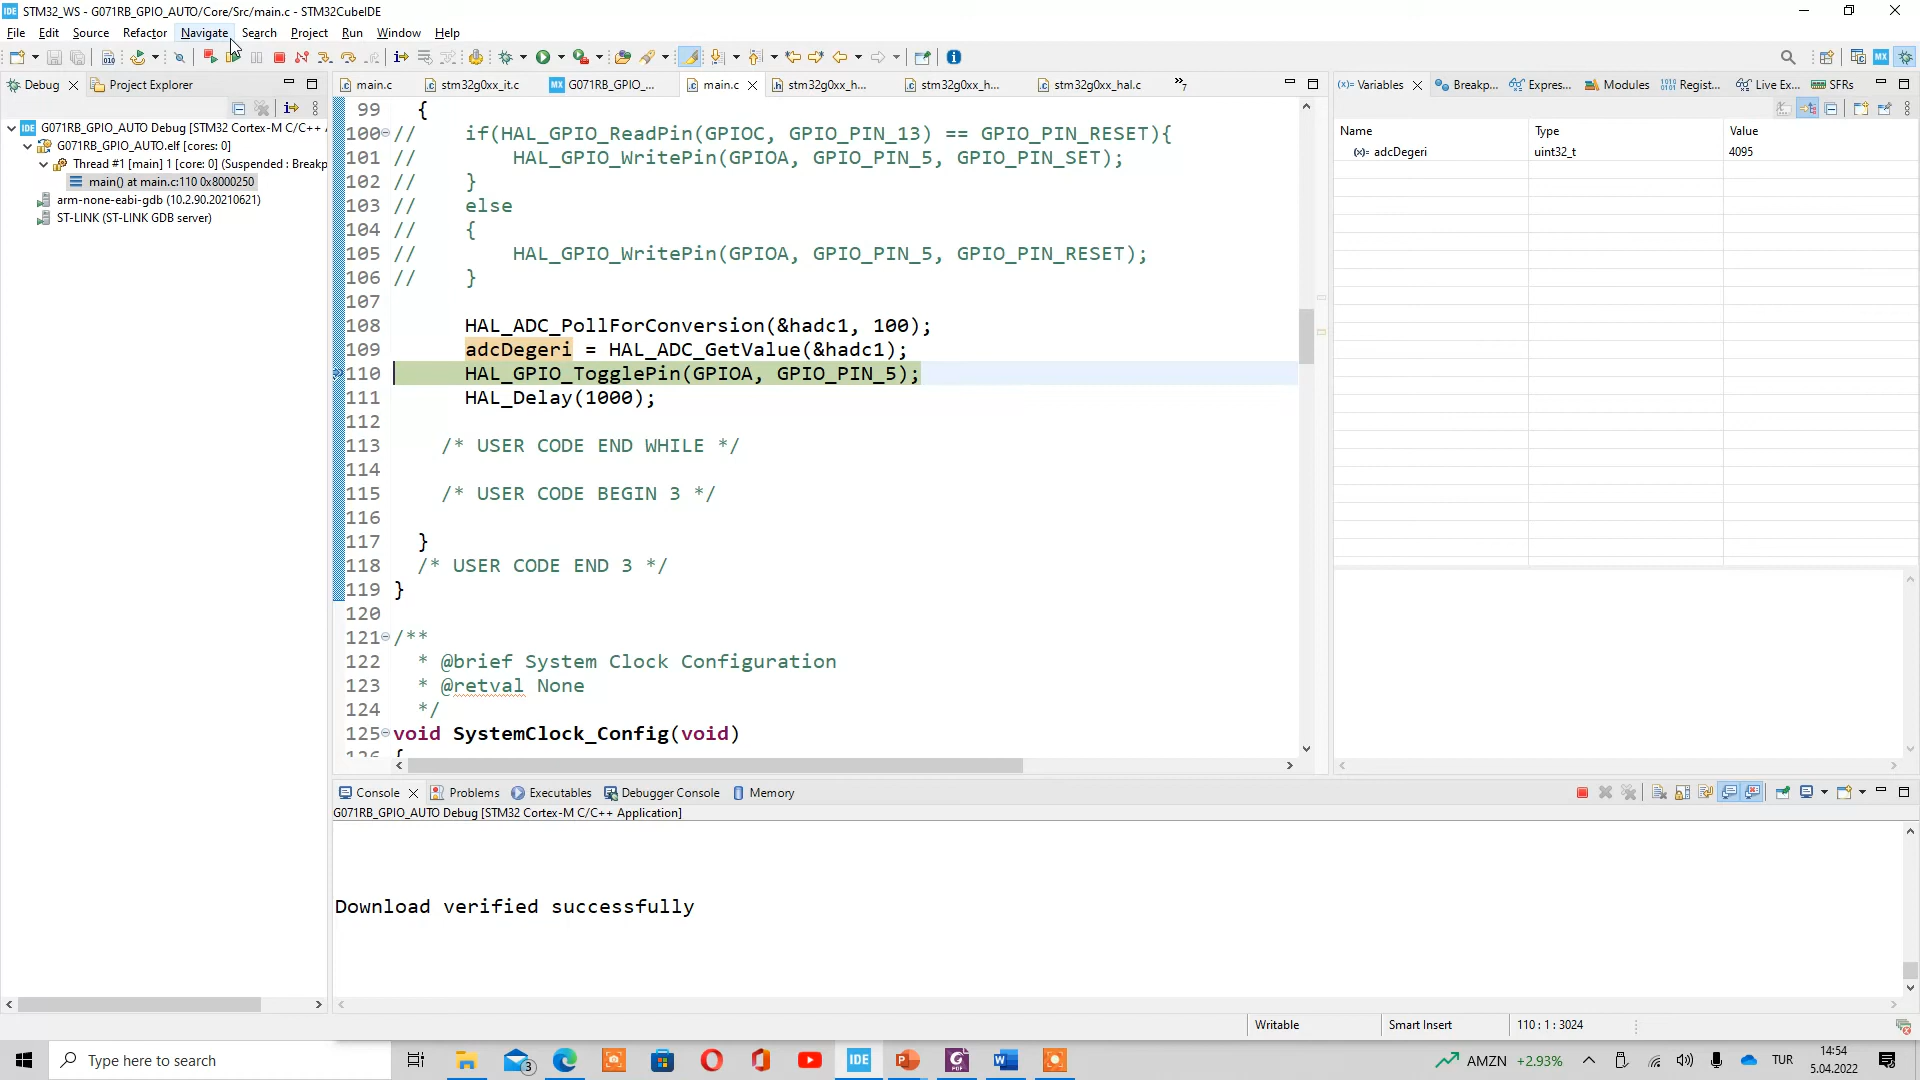 STM32_WS - G071RB_GPIO_AUTO/Core/Src/main.c - STM32CubeIDE
File Edit Source Refactor Navigate Search Project Run Window Help
Debug Project Explorer
G071RB_GPIO_AUTO Debug [STM32 Cortex-M C/C++ A
G071RB_GPIO_AUTO.elf [cores: 0]
Thread #1 [main] 1 [core: 0] (Suspended : Breakp
main() at main.c:110 0x8000250
arm-none-eabi-gdb (10.2.90.20210621)
ST-LINK (ST-LINK GDB server)
main.c stm32g0xx_it.c G071RB_GPIO_... main.c stm32g0xx_h... stm32g0xx_h... stm32g0xx_hal.c »7
99 {
100 // if(HAL_GPIO_ReadPin(GPIOC, GPIO_PIN_13) == GPIO_PIN_RESET){
101 // HAL_GPIO_WritePin(GPIOA, GPIO_PIN_5, GPIO_PIN_SET);
102 // }
103 // else
104 // {
105 // HAL_GPIO_WritePin(GPIOA, GPIO_PIN_5, GPIO_PIN_RESET);
106 // }
107
108 HAL_ADC_PollForConversion(&hadc1, 100);
109 adcDegeri = HAL_ADC_GetValue(&hadc1);
110 HAL_GPIO_TogglePin(GPIOA, GPIO_PIN_5);
111 HAL_Delay(1000);
112
113 /* USER CODE END WHILE */
114
115 /* USER CODE BEGIN 3 */
116
117 }
118 /* USER CODE END 3 */
119 }
120
121 /**
122 * @brief System Clock Configuration
123 * @retval None
124 */
125 void SystemClock_Config(void)
126 {
(x)= Variables Breakp... Expres... Modules Regist... Live Ex... SFRs
Name Type Value
(x)= adcDegeri uint32_t 4095
Console Problems Executables Debugger Console Memory
G071RB_GPIO_AUTO Debug [STM32 Cortex-M C/C++ Application]
Download verified successfully
Writable Smart Insert 110 : 1 : 3024
Type here to search
3
IDE
AMZN +2.93%
TUR
14:54
5.04.2022